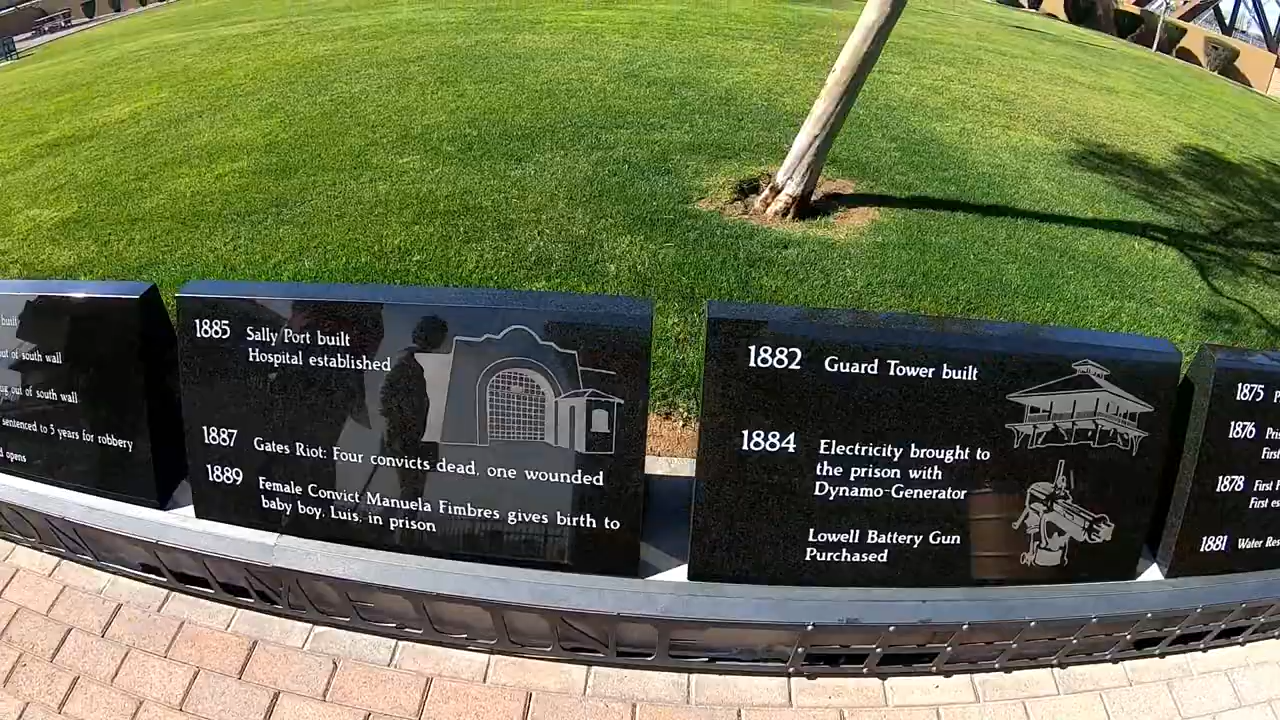 built
out of south wall
out of south wall
sentenced to 5 years for robbery
opens
1885 Sally Port built
Hospital established
1887 Gates Riot: Four convicts dead, one wounded
1889 Female Convict Manuela Fimbres gives birth to
baby boy, Luis, in prison
1882 Guard Tower built
1884 Electricity brought to
the prison with
Dynamo-Generator
Lowell Battery Gun
Purchased
1875
1876
First
1878 First
First
1881 Water
TIMELINE